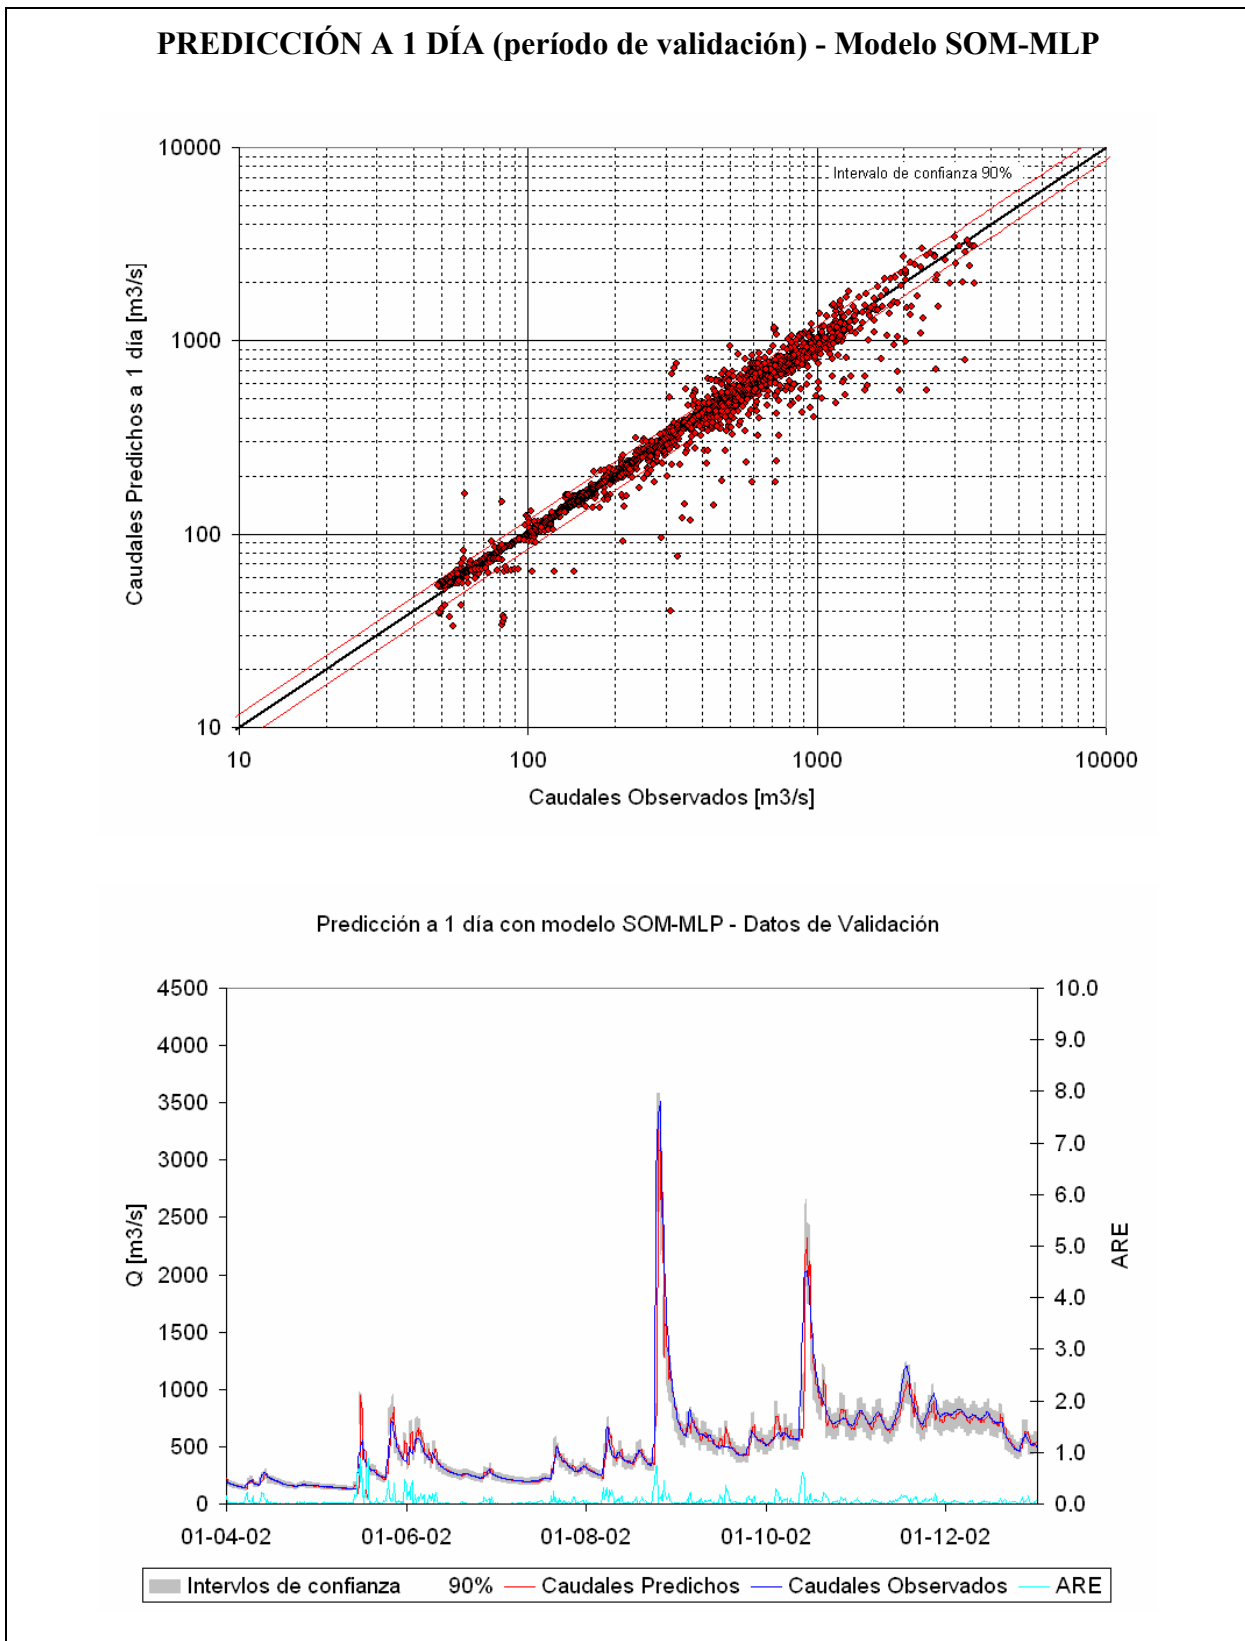 PREDICCIÓN A 1 DÍA (período de validación) - Modelo SOM-MLP
10000
1000
100
10
Caudales Predichos a 1 día [m3/s]
Intervalo de confianza 90%
10 100 1000 10000
Caudales Observados [m3/s]
Predicción a 1 día con modelo SOM-MLP - Datos de Validación
4500 10.0
4000 9.0
3500 8.0
3000 7.0
2500 6.0
2000 5.0
1500 4.0
1000 3.0
500 2.0
0 1.0
0.0
Q [m3/s]
ARE
01-04-02 01-06-02 01-08-02 01-10-02 01-12-02
Intervlos de confianza 90% Caudales Predichos Caudales Observados ARE